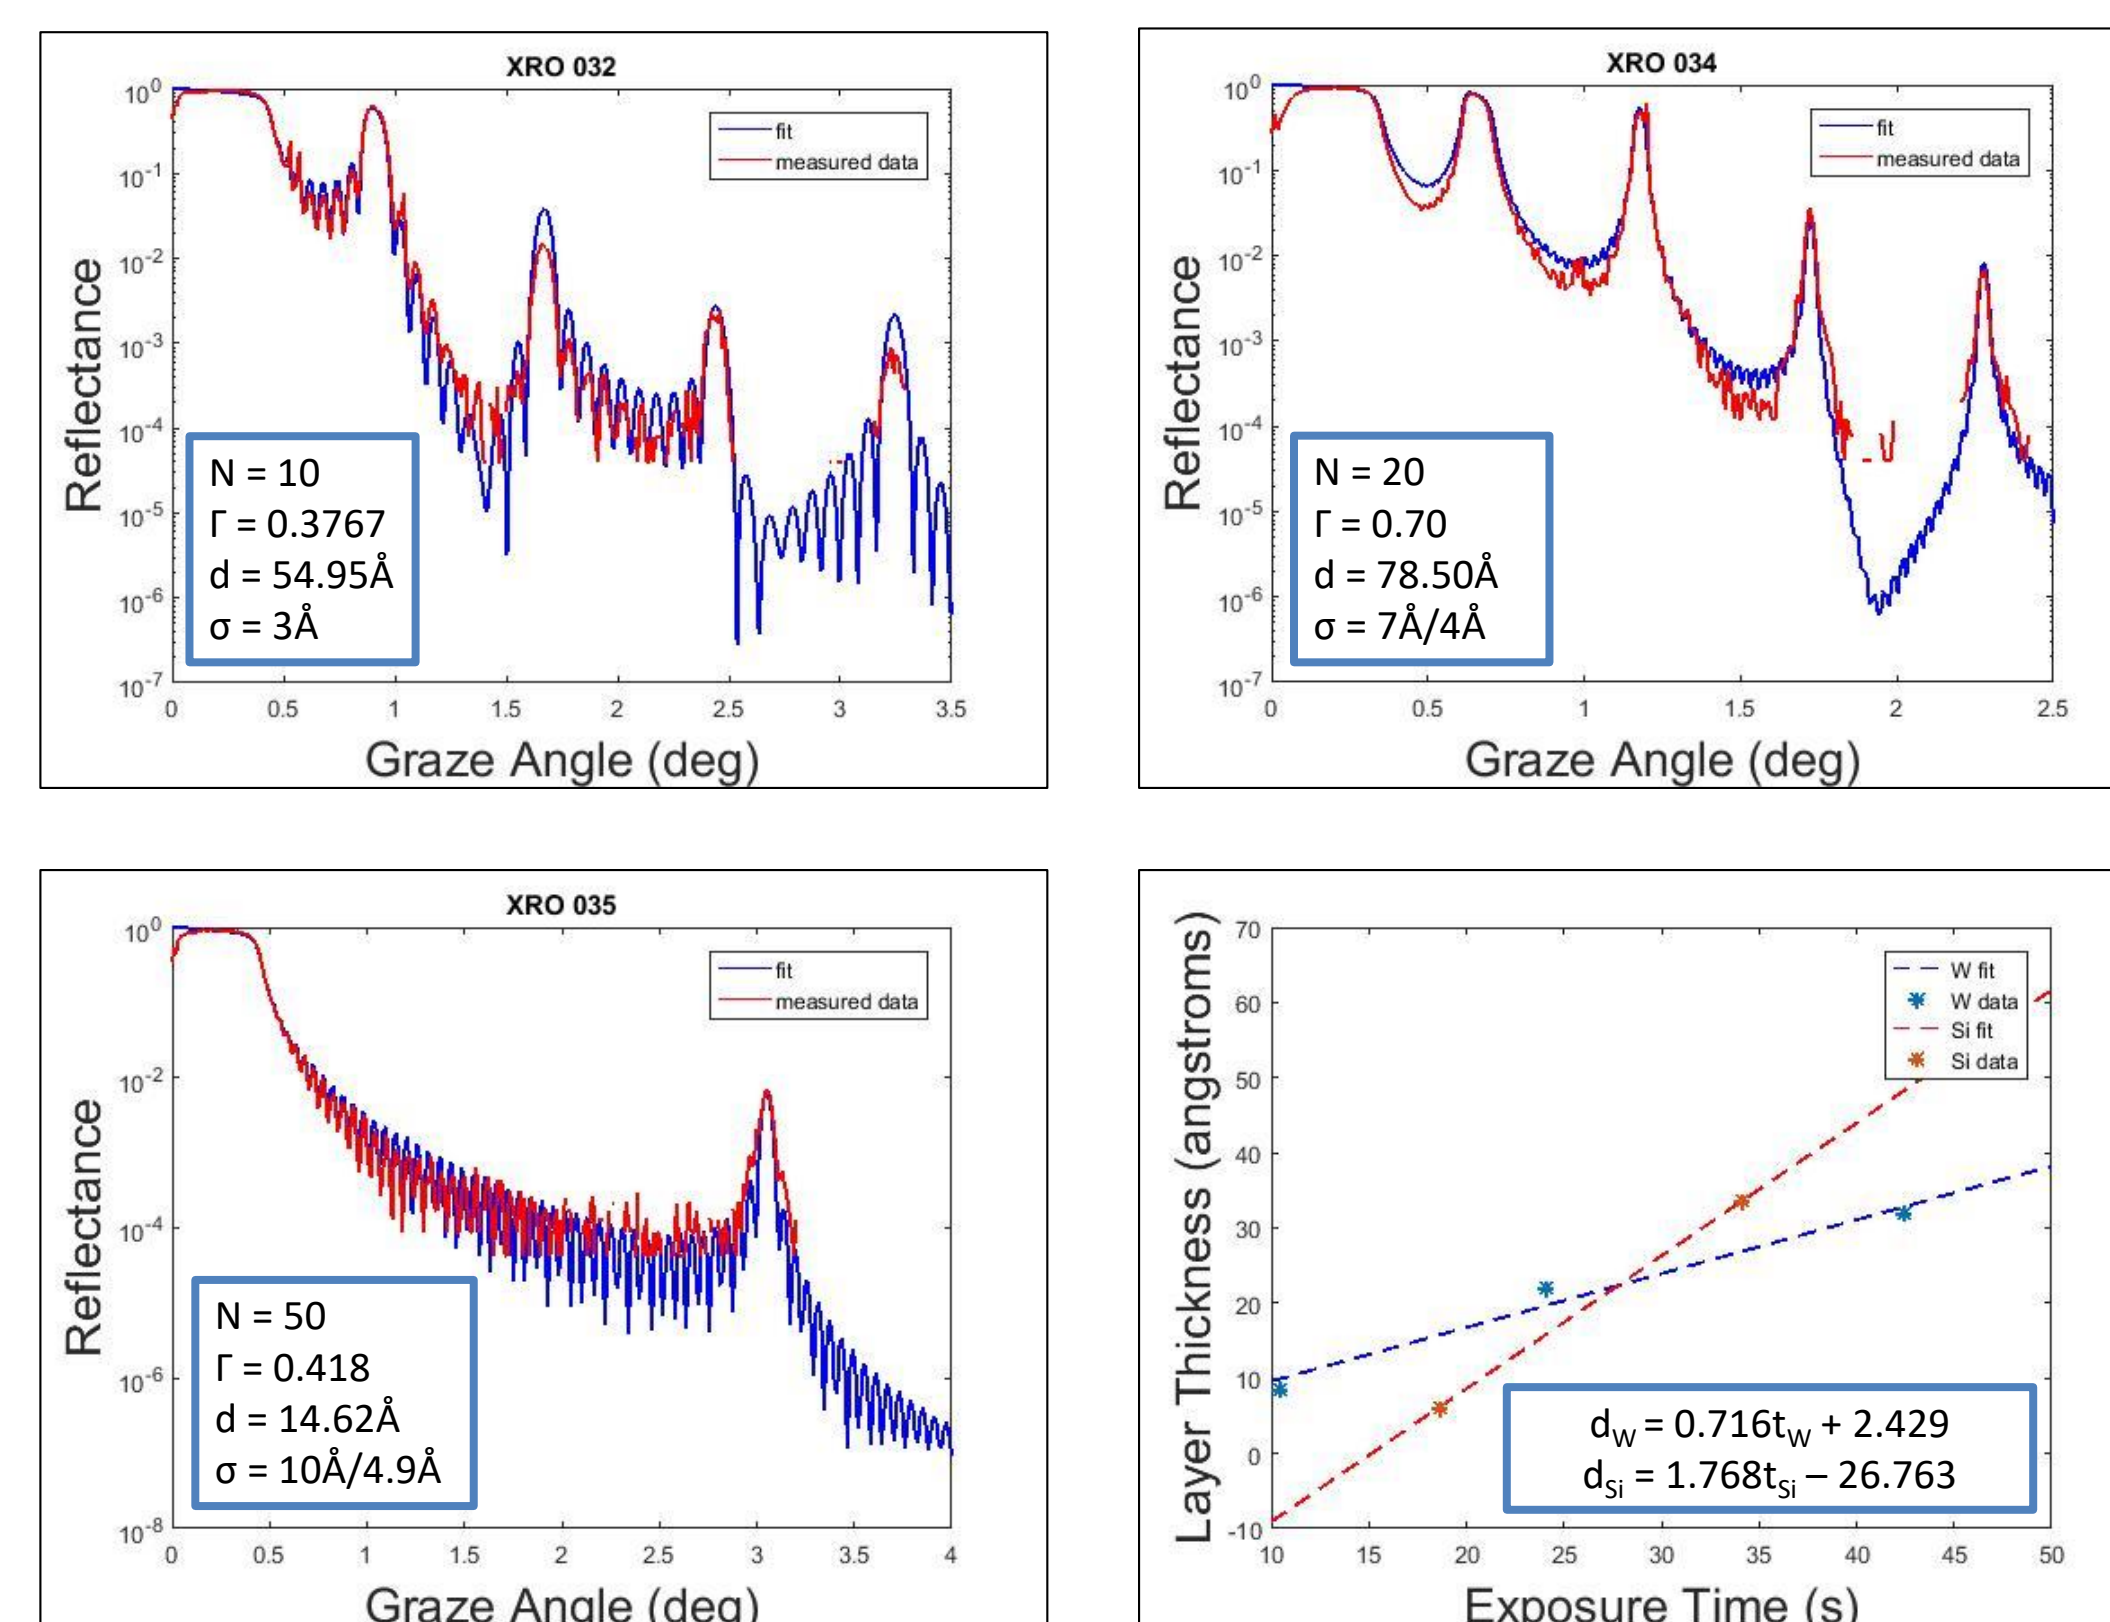 XRO 032
10^0
10^-1
10^-2
10^-3
10^-4
10^-5
10^-6
10^-7
Reflectance
fit
measured data
N = 10
Γ = 0.3767
d = 54.95Å
σ = 3Å
0 0.5 1 1.5 2 2.5 3 3.5
Graze Angle (deg)
XRO 034
10^0
10^-1
10^-2
10^-3
10^-4
10^-5
10^-6
10^-7
Reflectance
fit
measured data
N = 20
Γ = 0.70
d = 78.50Å
σ = 7Å/4Å
0 0.5 1 1.5 2 2.5
Graze Angle (deg)
XRO 035
10^0
10^-2
10^-4
10^-6
10^-8
Reflectance
fit
measured data
N = 50
Γ = 0.418
d = 14.62Å
σ = 10Å/4.9Å
0 0.5 1 1.5 2 2.5 3 3.5 4
Graze Angle (deg)
70
60
50
40
30
20
10
0
-10
Layer Thickness (angstroms)
W fit
W data
Si fit
Si data
d_W = 0.716t_W + 2.429
d_Si = 1.768t_Si – 26.763
10 15 20 25 30 35 40 45 50
Exposure Time (s)